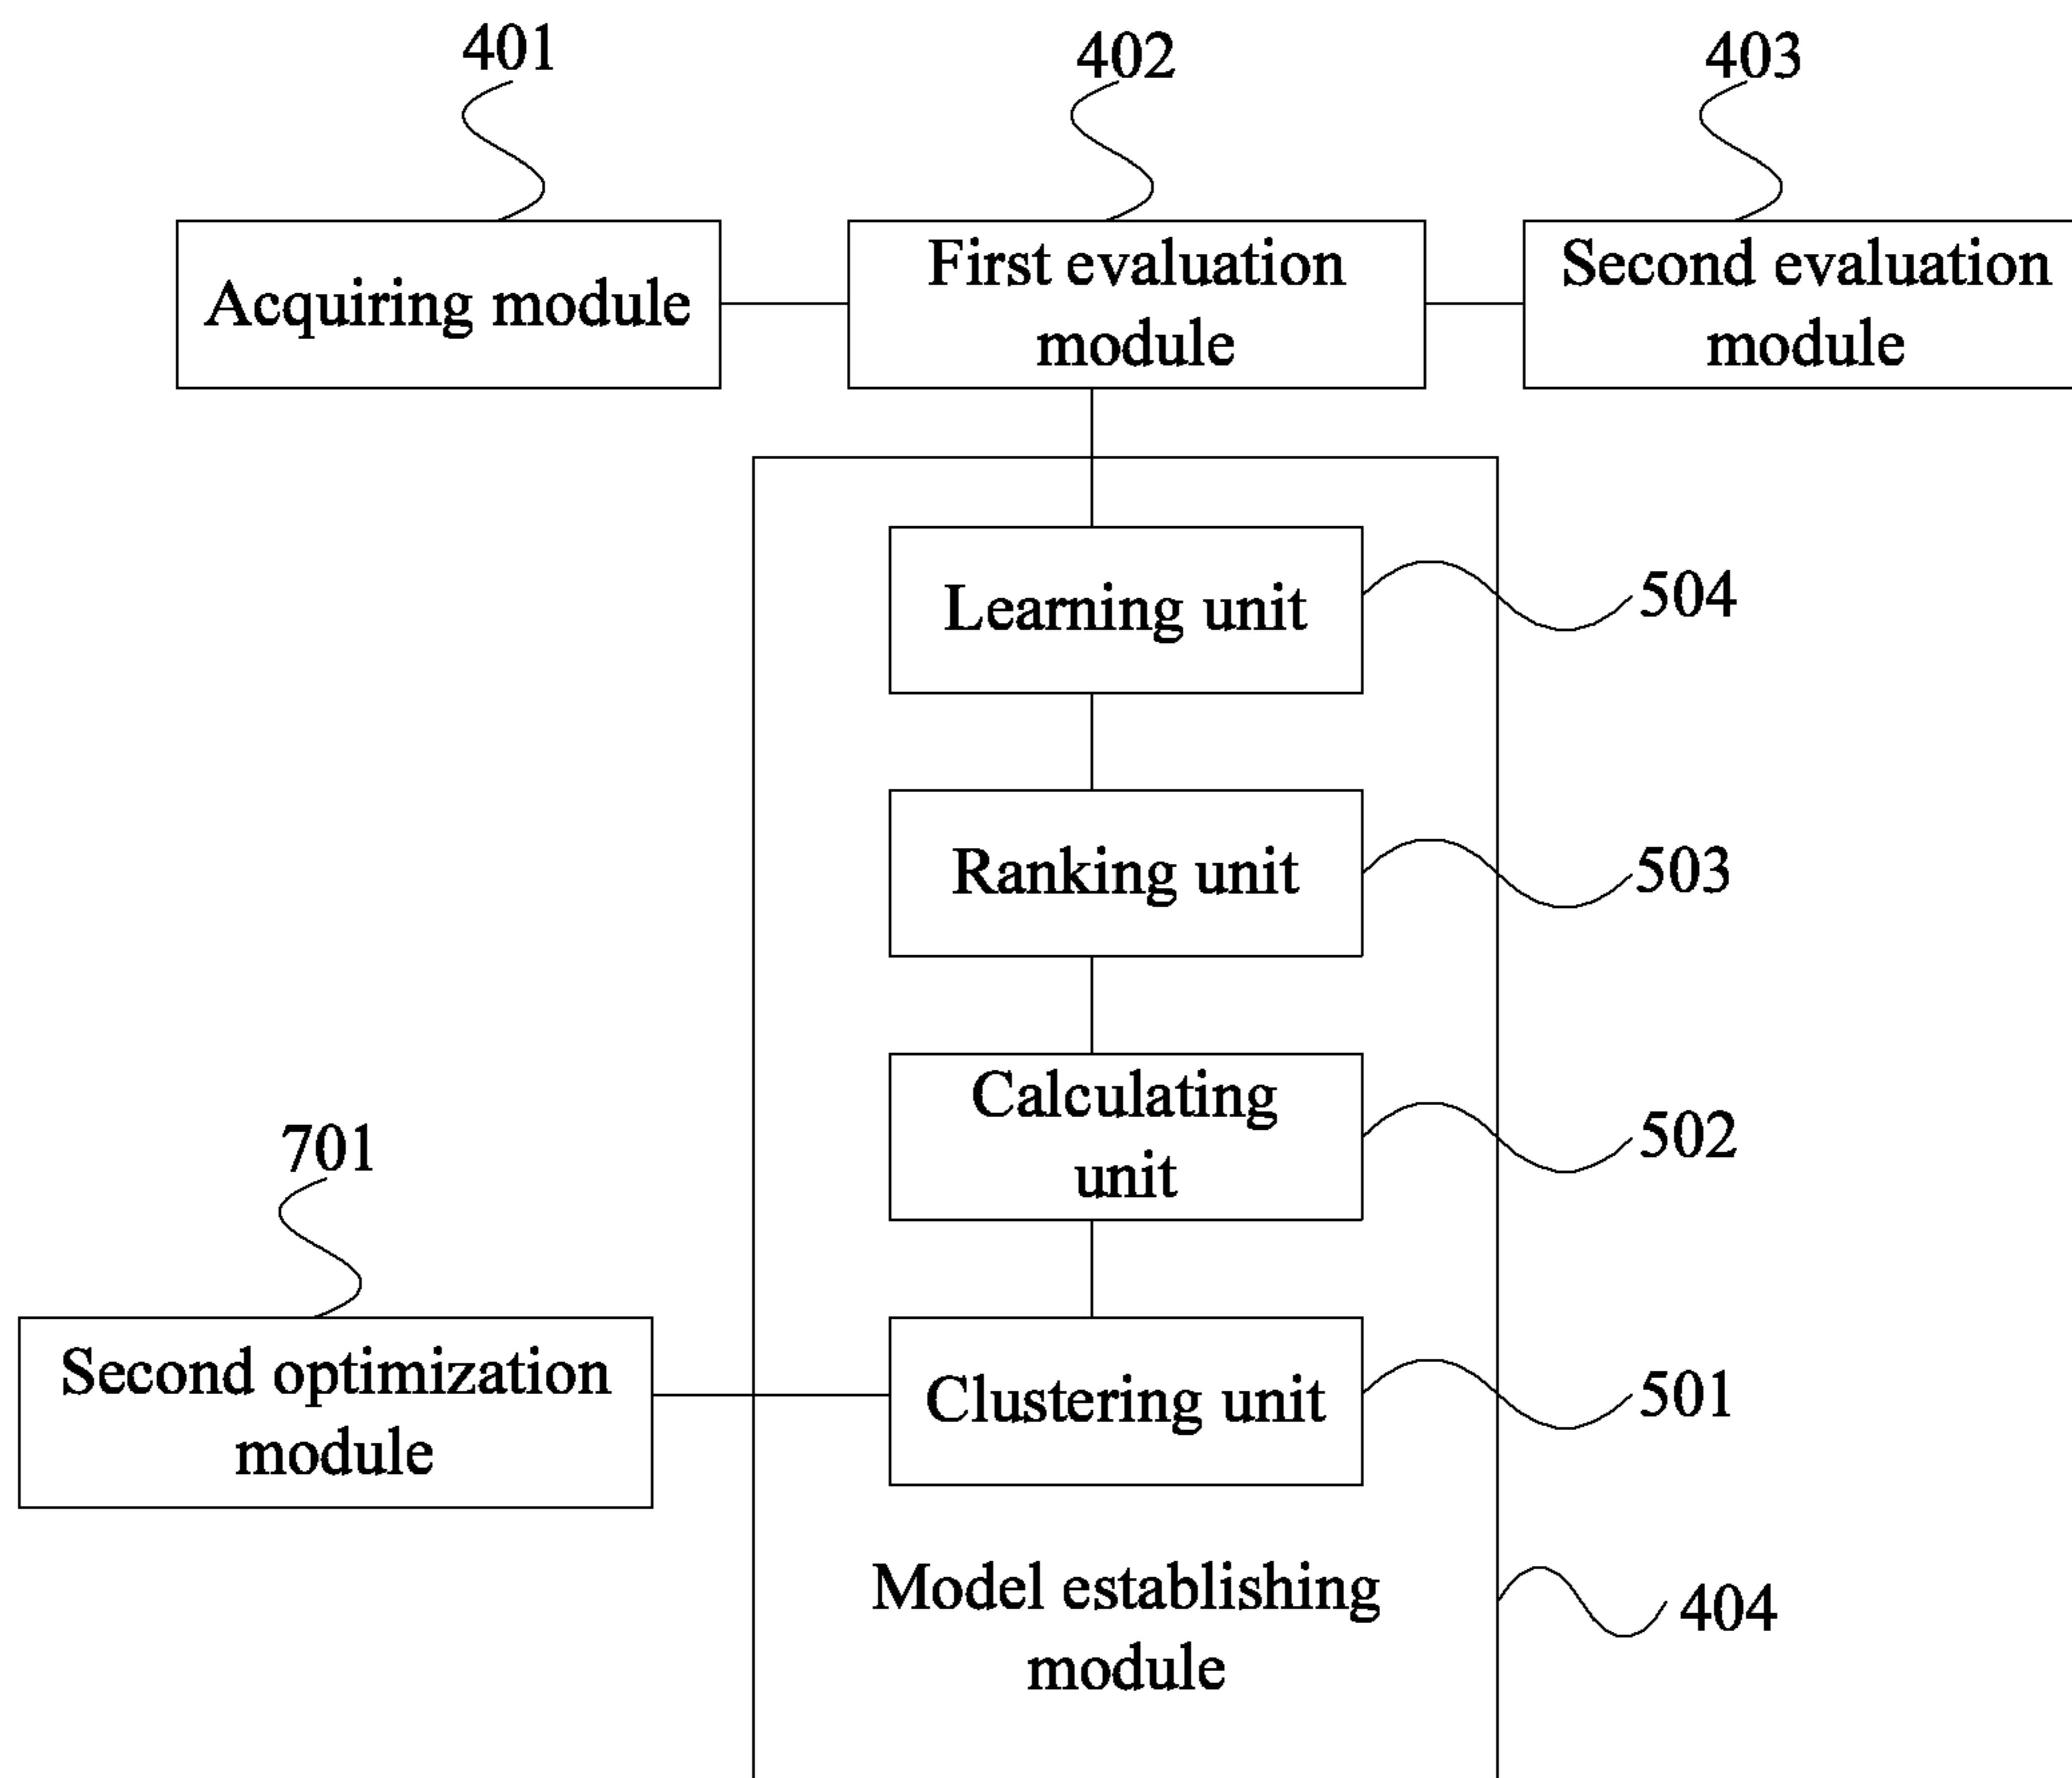 401
402
403
Acquiring module
First evaluation
module
Second evaluation
module
Learning unit
504
Ranking unit
503
Calculating
unit
502
701
Second optimization
module
Clustering unit
501
Model establishing
module
404